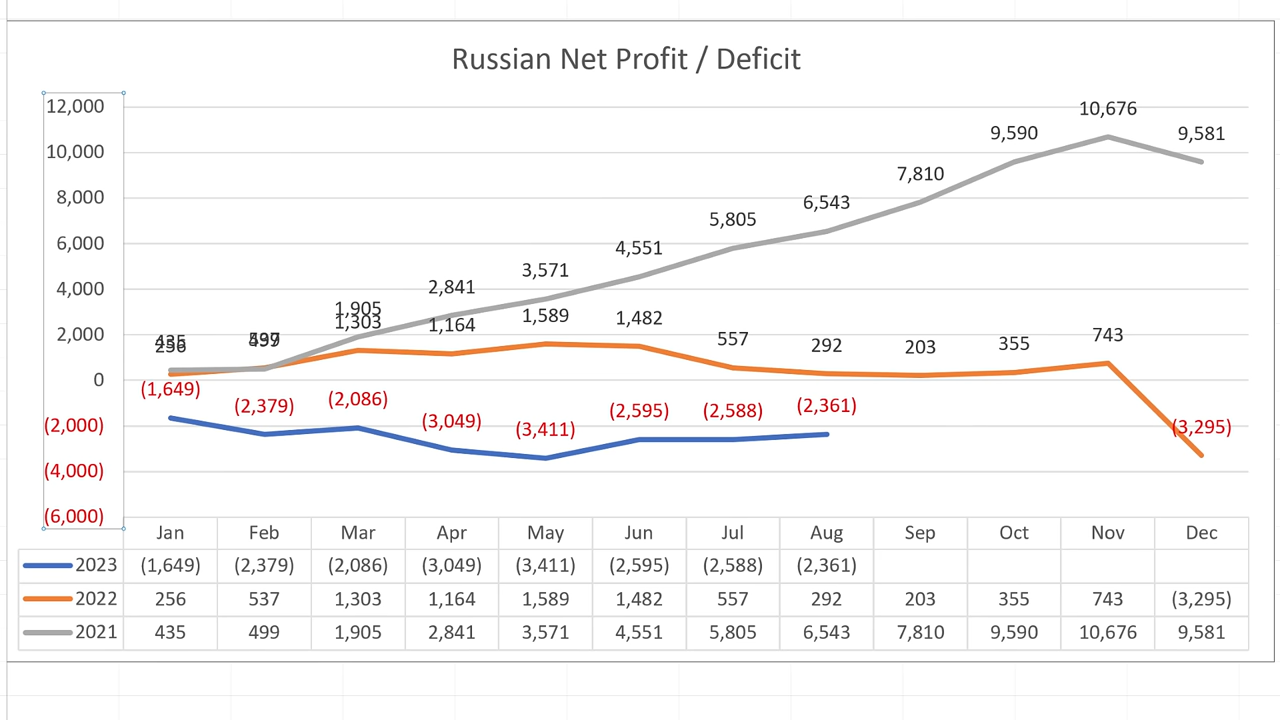 Russian Net Profit / Deficit
12,000
10,000
8,000
6,000
4,000
2,000
0
(2,000)
(4,000)
(6,000)
435 499 1,905 2,841 3,571 4,551 5,805 6,543 7,810 9,590 10,676 9,581
256 537 1,303 1,164 1,589 1,482 557 292 203 355 743 (3,295)
(1,649) (2,379) (2,086) (3,049) (3,411) (2,595) (2,588) (2,361)
Jan Feb Mar Apr May Jun Jul Aug Sep Oct Nov Dec
2023 (1,649) (2,379) (2,086) (3,049) (3,411) (2,595) (2,588) (2,361)
2022 256 537 1,303 1,164 1,589 1,482 557 292 203 355 743 (3,295)
2021 435 499 1,905 2,841 3,571 4,551 5,805 6,543 7,810 9,590 10,676 9,581